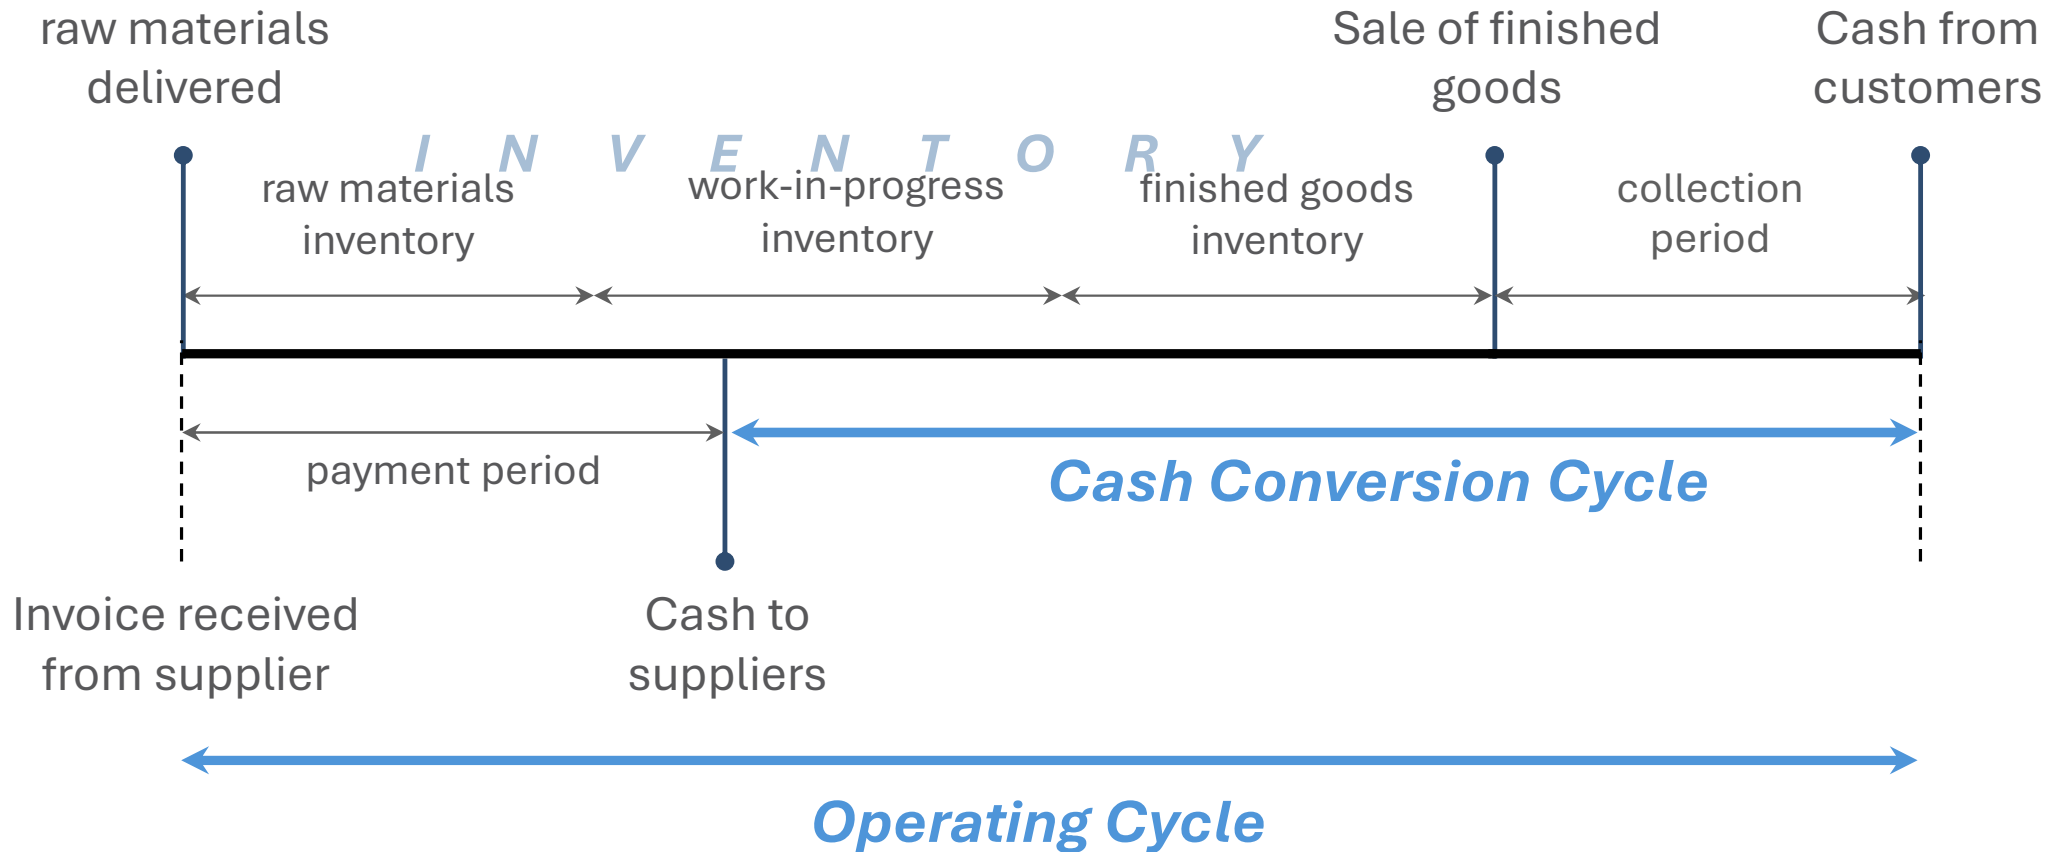 raw materials
delivered
Sale of finished
goods
Cash from
customers
I N V E N T O R Y
raw materials
inventory
work-in-progress
inventory
finished goods
inventory
collection
period
payment period
Cash Conversion Cycle
Invoice received
from supplier
Cash to
suppliers
Operating Cycle